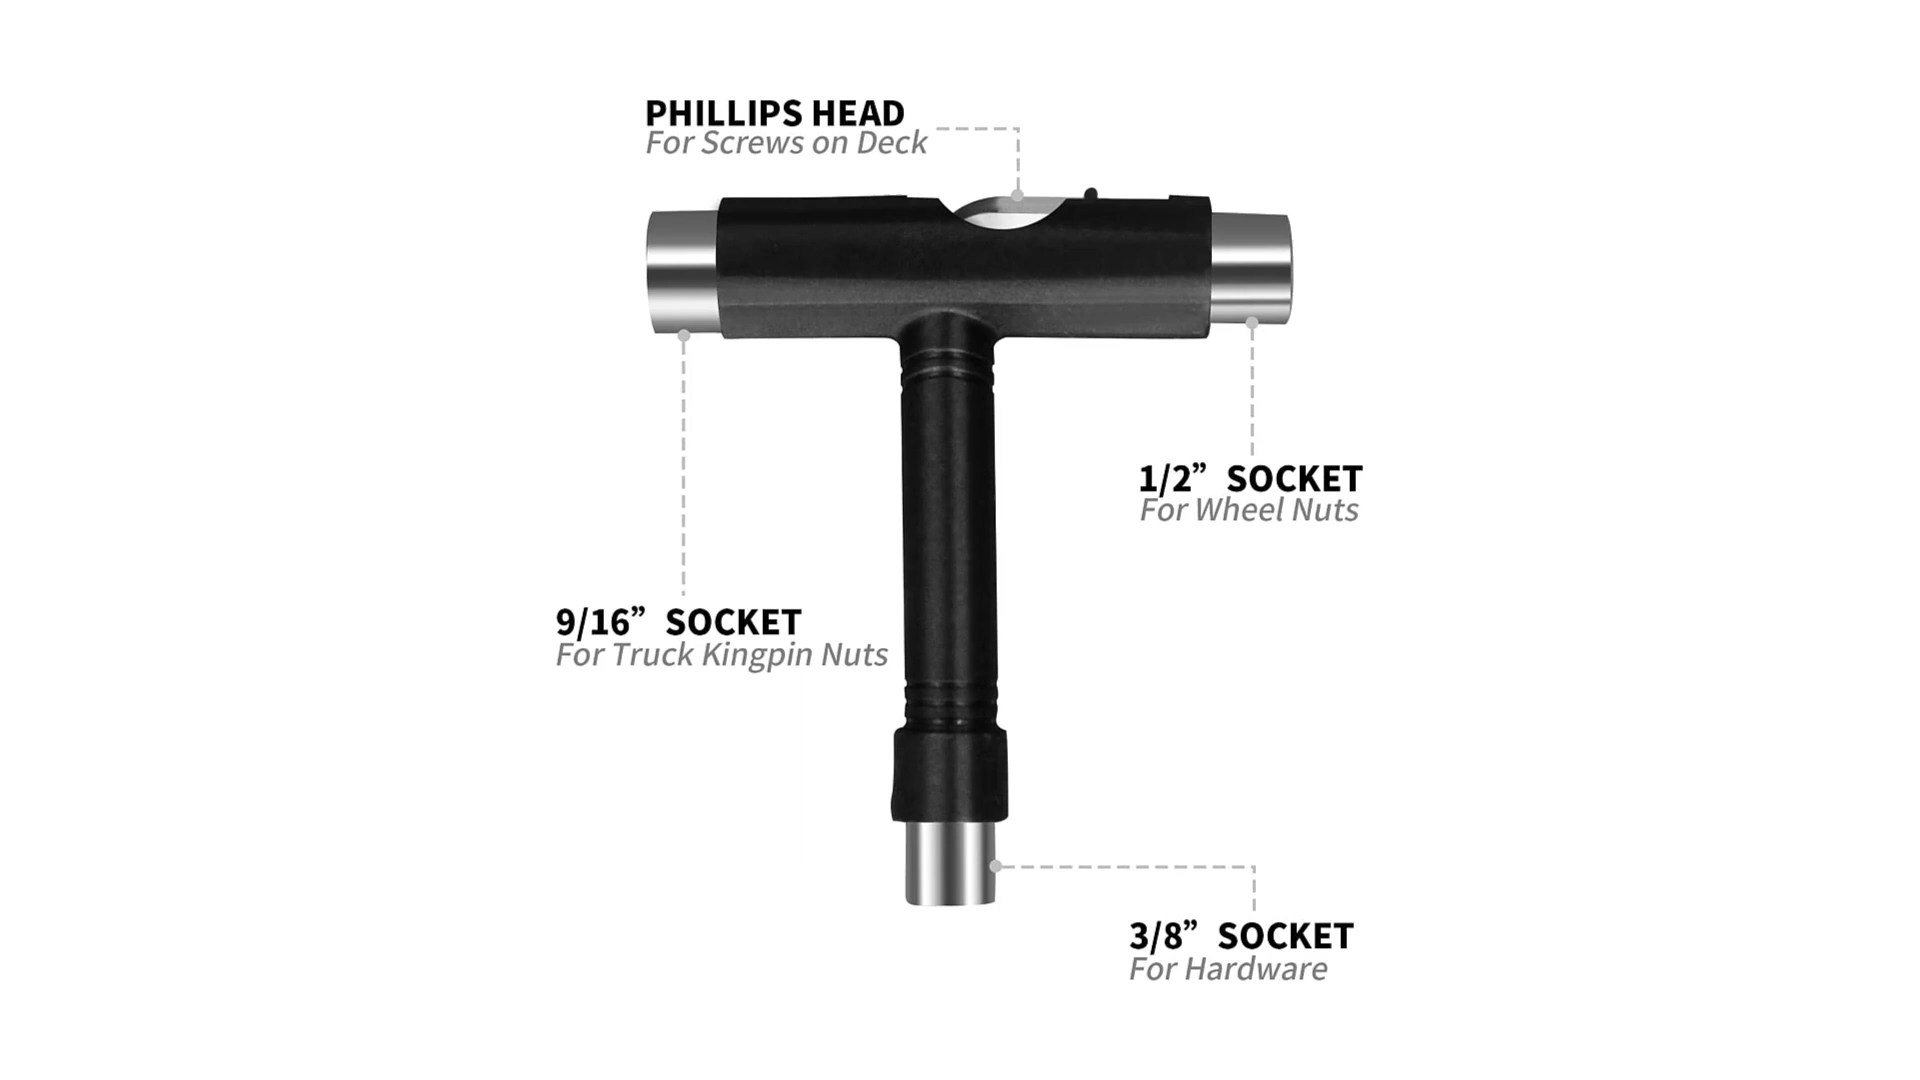 PHILLIPS HEAD
For Screws on Deck
1/2” SOCKET
For Wheel Nuts
9/16” SOCKET
For Truck Kingpin Nuts
3/8” SOCKET
For Hardware